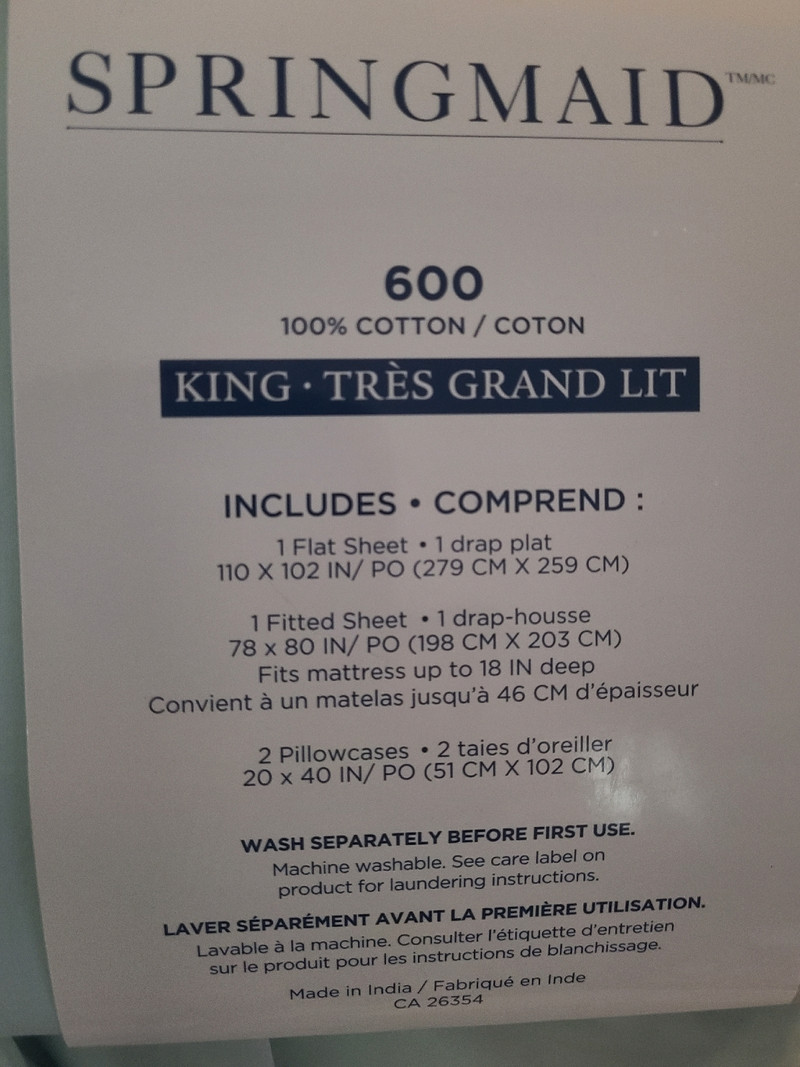 SPRINGMAID™/MC
600
100% COTTON / COTON
KING · TRÈS GRAND LIT
INCLUDES • COMPREND :
1 Flat Sheet • 1 drap plat
110 X 102 IN/ PO (279 CM X 259 CM)
1 Fitted Sheet • 1 drap-housse
78 x 80 IN/ PO (198 CM X 203 CM)
Fits mattress up to 18 IN deep
Convient à un matelas jusqu'à 46 CM d'épaisseur
2 Pillowcases • 2 taies d'oreiller
20 x 40 IN/ PO (51 CM X 102 CM)
WASH SEPARATELY BEFORE FIRST USE.
Machine washable. See care label on
product for laundering instructions.
LAVER SÉPARÉMENT AVANT LA PREMIÈRE UTILISATION.
Lavable à la machine. Consulter l'étiquette d'entretien
sur le produit pour les instructions de blanchissage.
Made in India / Fabriqué en Inde
CA 26354